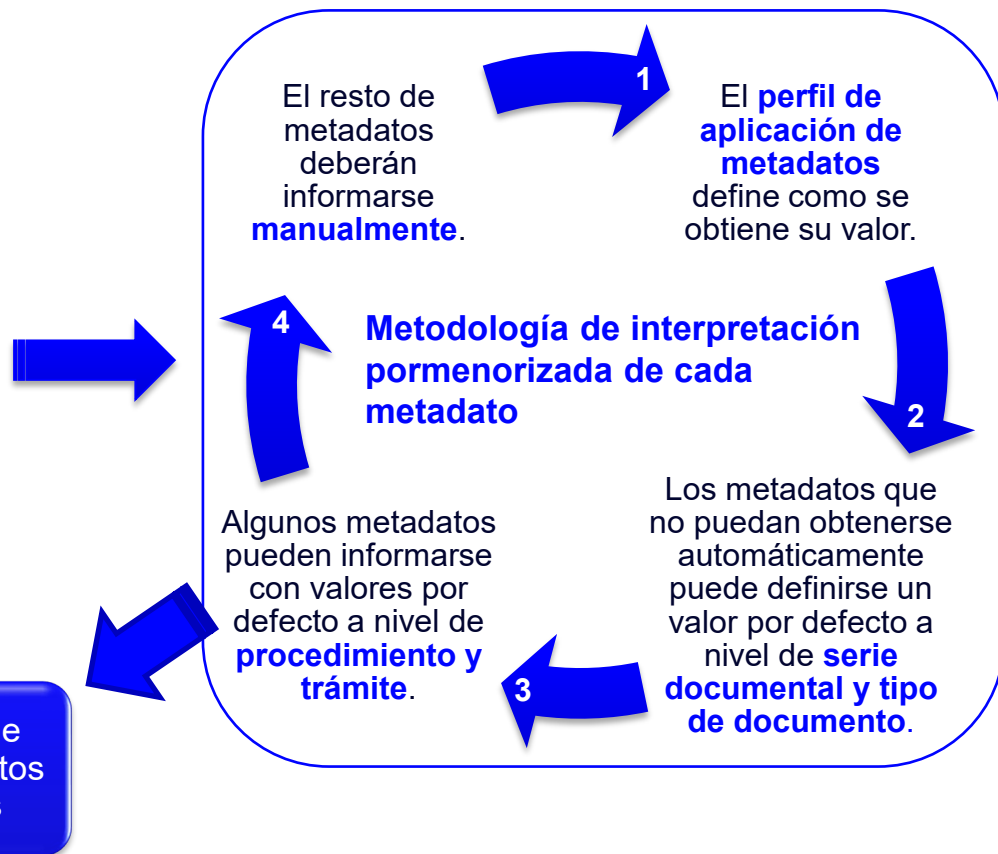 1
El perfil de
aplicación de
metadatos
define como se
obtiene su valor.
2
Los metadatos que
no puedan obtenerse
automáticamente
puede definirse un
valor por defecto a
nivel de serie
documental y tipo
de documento.
3
Algunos metadatos
pueden informarse
con valores por
defecto a nivel de
procedimiento y
trámite.
4
El resto de
metadatos
deberán
informarse
manualmente.
Metodología de interpretación
pormenorizada de cada
metadato